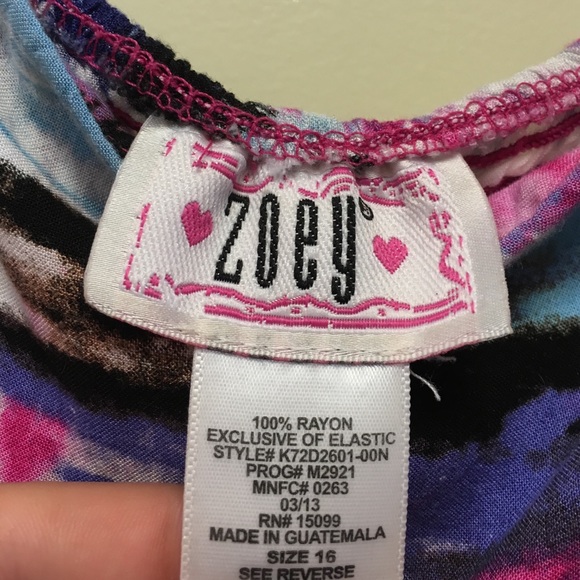 zoey
100% RAYON
EXCLUSIVE OF ELASTIC
STYLE# K72D2601-00N
PROG# M2921
MNFC# 0263
03/13
RN# 15099
MADE IN GUATEMALA
SIZE 16
SEE REVERSE